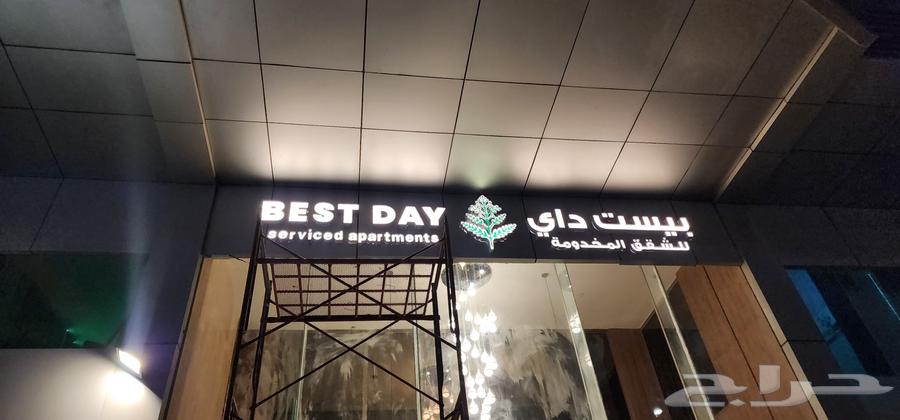 BEST DAY
serviced apartments
بيست داي
للشقق المخدومة
حراج